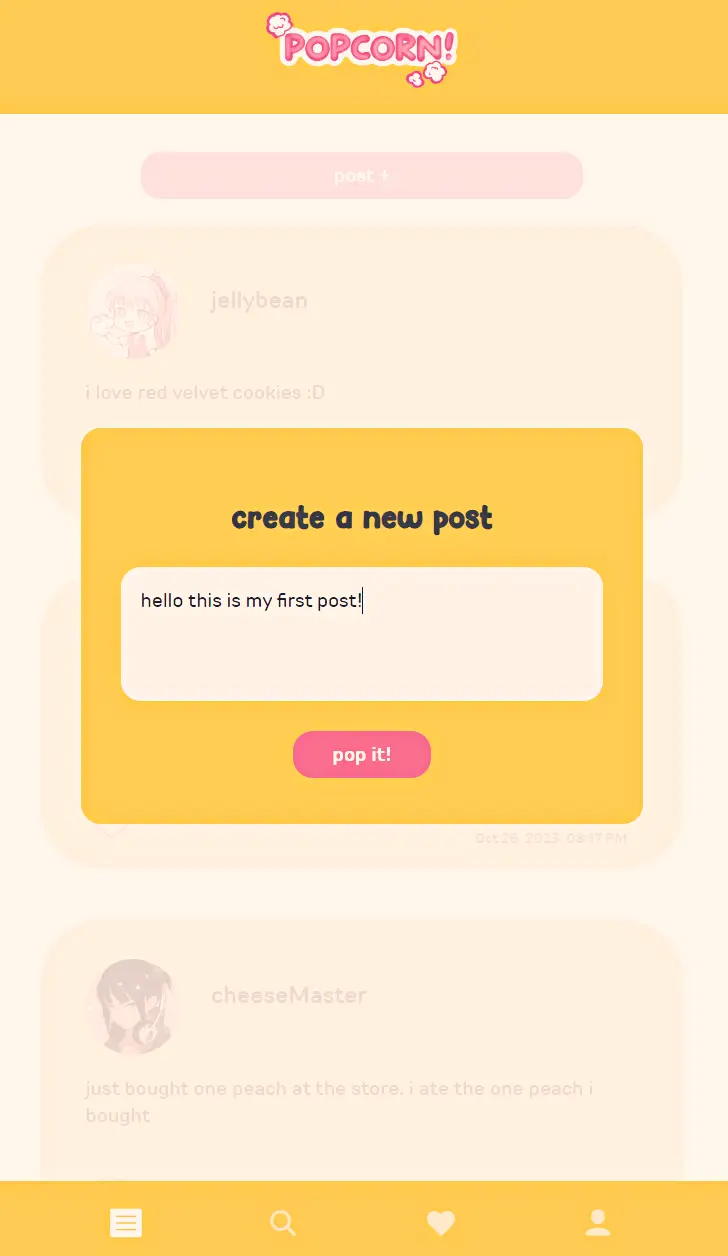 POPCORN!
post +
jellybean
i love red velvet cookies :D
create a new post
hello this is my first post!
pop it!
Oct 26, 2023, 08:17 PM
cheeseMaster
just bought one peach at the store. i ate the one peach i
bought